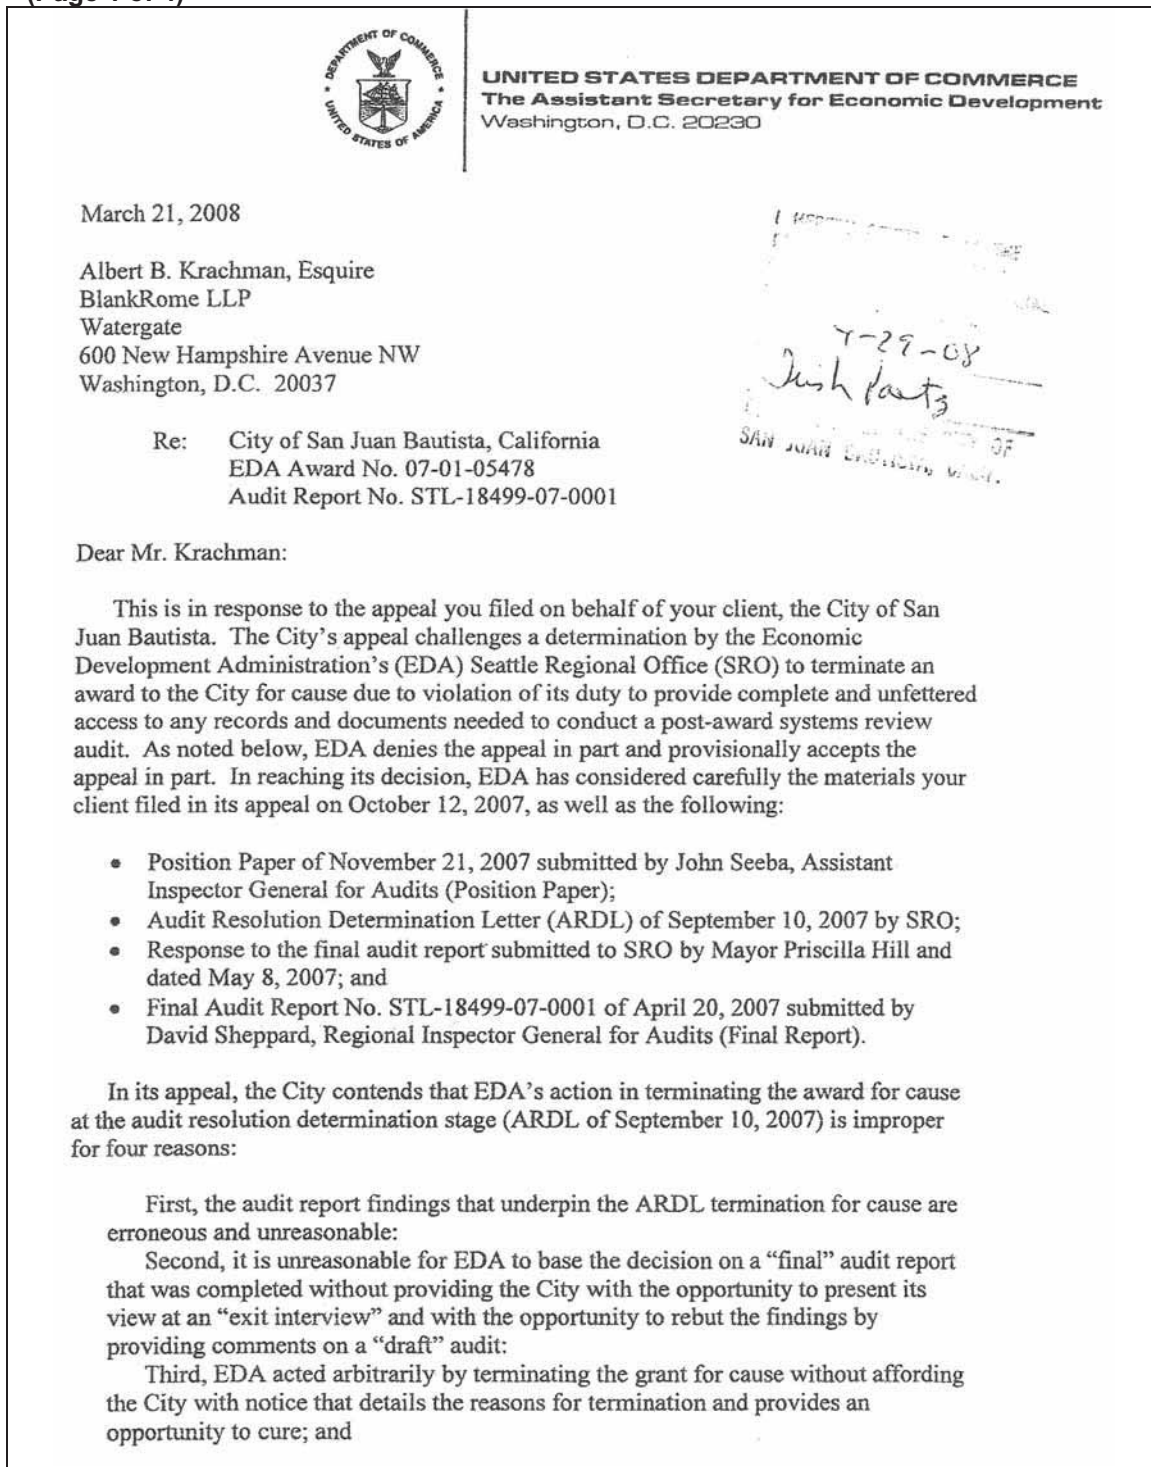 DEPARTMENT OF COMMERCE
UNITED STATES OF AMERICA
UNITED STATES DEPARTMENT OF COMMERCE
The Assistant Secretary for Economic Development
Washington, D.C. 20230
March 21, 2008
Albert B. Krachman, Esquire
BlankRome LLP
Watergate
600 New Hampshire Avenue NW
Washington, D.C. 20037
-29-08
SAN JUAN OF
Re: City of San Juan Bautista, California
EDA Award No. 07-01-05478
Audit Report No. STL-18499-07-0001
Dear Mr. Krachman:
This is in response to the appeal you filed on behalf of your client, the City of San
Juan Bautista. The City's appeal challenges a determination by the Economic
Development Administration's (EDA) Seattle Regional Office (SRO) to terminate an
award to the City for cause due to violation of its duty to provide complete and unfettered
access to any records and documents needed to conduct a post-award systems review
audit. As noted below, EDA denies the appeal in part and provisionally accepts the
appeal in part. In reaching its decision, EDA has considered carefully the materials your
client filed in its appeal on October 12, 2007, as well as the following:
• Position Paper of November 21, 2007 submitted by John Seeba, Assistant
Inspector General for Audits (Position Paper);
• Audit Resolution Determination Letter (ARDL) of September 10, 2007 by SRO;
• Response to the final audit report submitted to SRO by Mayor Priscilla Hill and
dated May 8, 2007; and
• Final Audit Report No. STL-18499-07-0001 of April 20, 2007 submitted by
David Sheppard, Regional Inspector General for Audits (Final Report).
In its appeal, the City contends that EDA's action in terminating the award for cause
at the audit resolution determination stage (ARDL of September 10, 2007) is improper
for four reasons:
First, the audit report findings that underpin the ARDL termination for cause are
erroneous and unreasonable:
Second, it is unreasonable for EDA to base the decision on a "final" audit report
that was completed without providing the City with the opportunity to present its
view at an "exit interview" and with the opportunity to rebut the findings by
providing comments on a "draft" audit:
Third, EDA acted arbitrarily by terminating the grant for cause without affording
the City with notice that details the reasons for termination and provides an
opportunity to cure; and